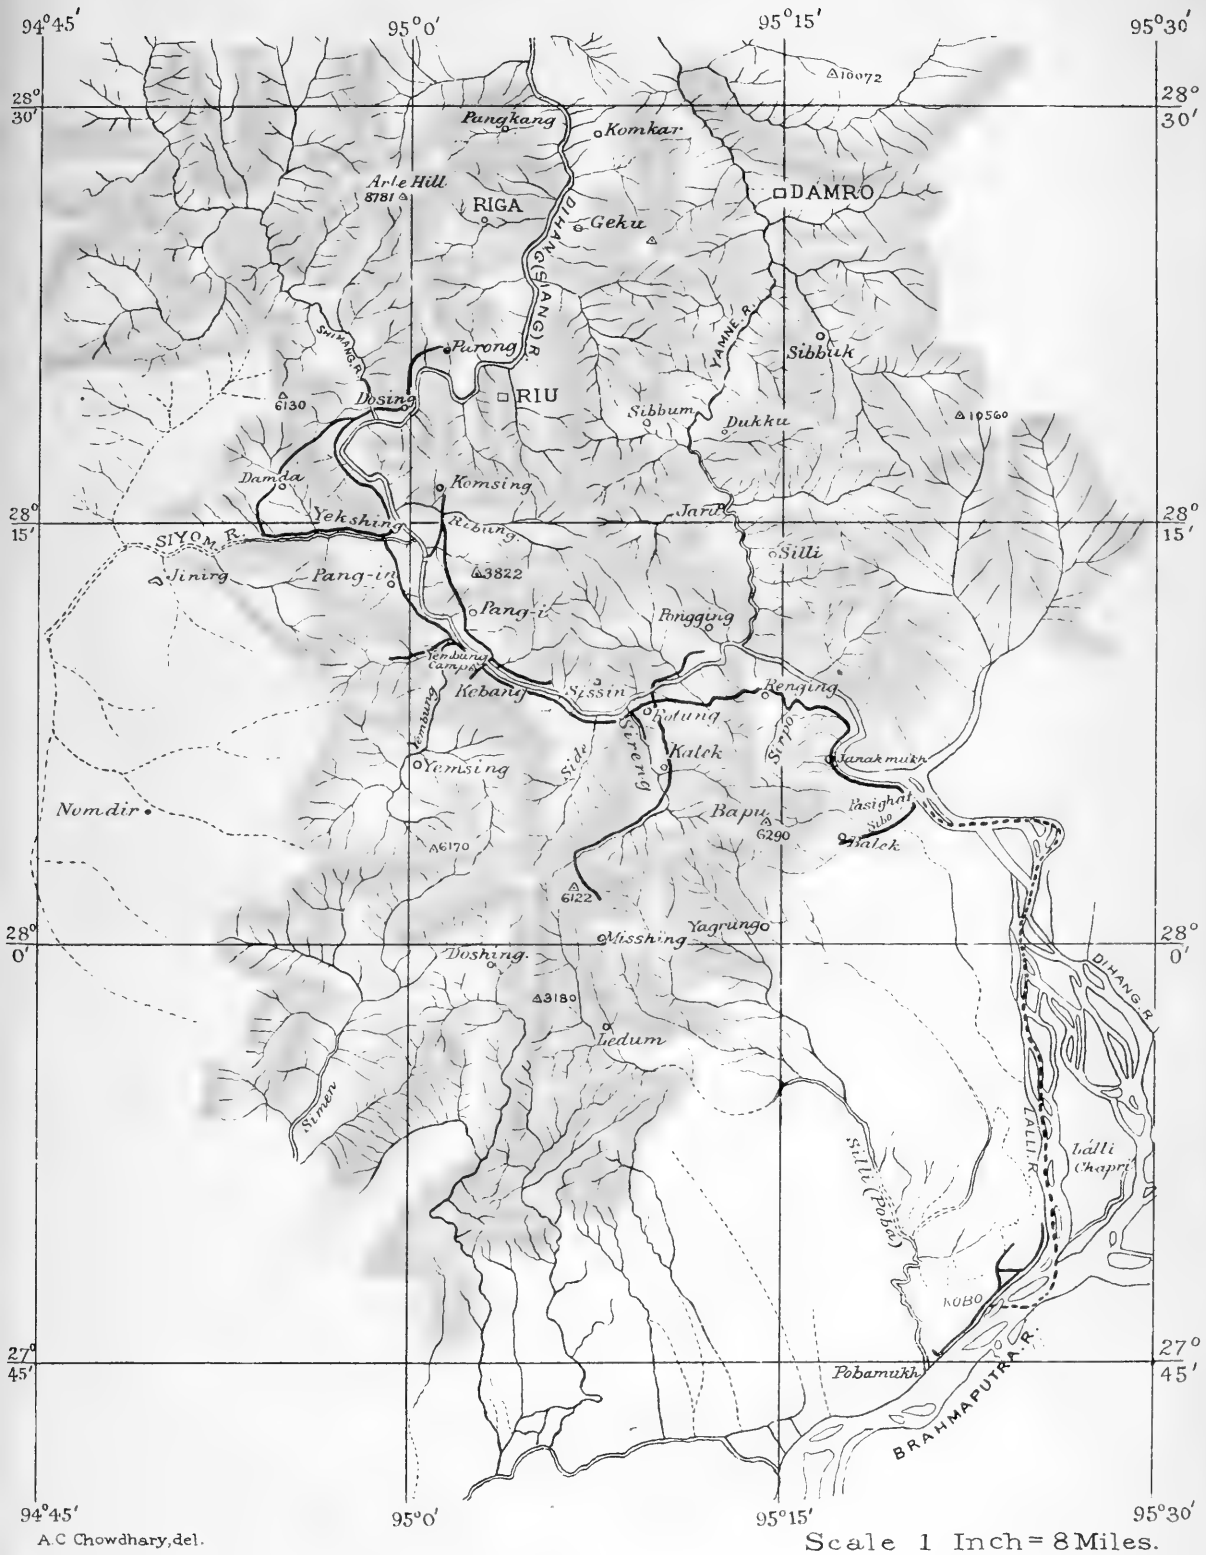 94°45′
95°0′
95°15′
95°30′
28° 30′
28° 30′
△10072
Pangkang
Komkar
Arle Hill
8781 △
RIGA
DAMRO
Geku
DIHANG (SIANG) R.
SHIMANG R.
YAMNE. R.
Parong
Sibbuk
6130
Dosing
RIU
Sibbum
Dukku
△10560
Damda
Komsing
Yekshing
Ribung
Jaril
28° 15′
28° 15′
SIYOM R.
Silli
Jining
Pang-in
△3822
Pang-i
Pongging
Yembung
Camp
Kebang
Sissin
Renging
Rotung
Yembung
Side
Sireng
Sirpo
Yemsing
Kalek
Janakmukh
Nomdir
Bapu
6290
Pasighat
Sibo
Balek
△6170
6122
Yagrung
Misshing
28° 0′
28° 0′
Doshing
DIHANG. R
△3180
Ledum
Simen
LALLI. R
Lálli
Chapri
Silli (Poba)
KOBO
27° 45′
27° 45′
Pobamukh
BRAHMAPUTRA. R.
94°45′
95°0′
95°15′
95°30′
A.C Chowdhary, del.
Scale 1 Inch = 8 Miles.